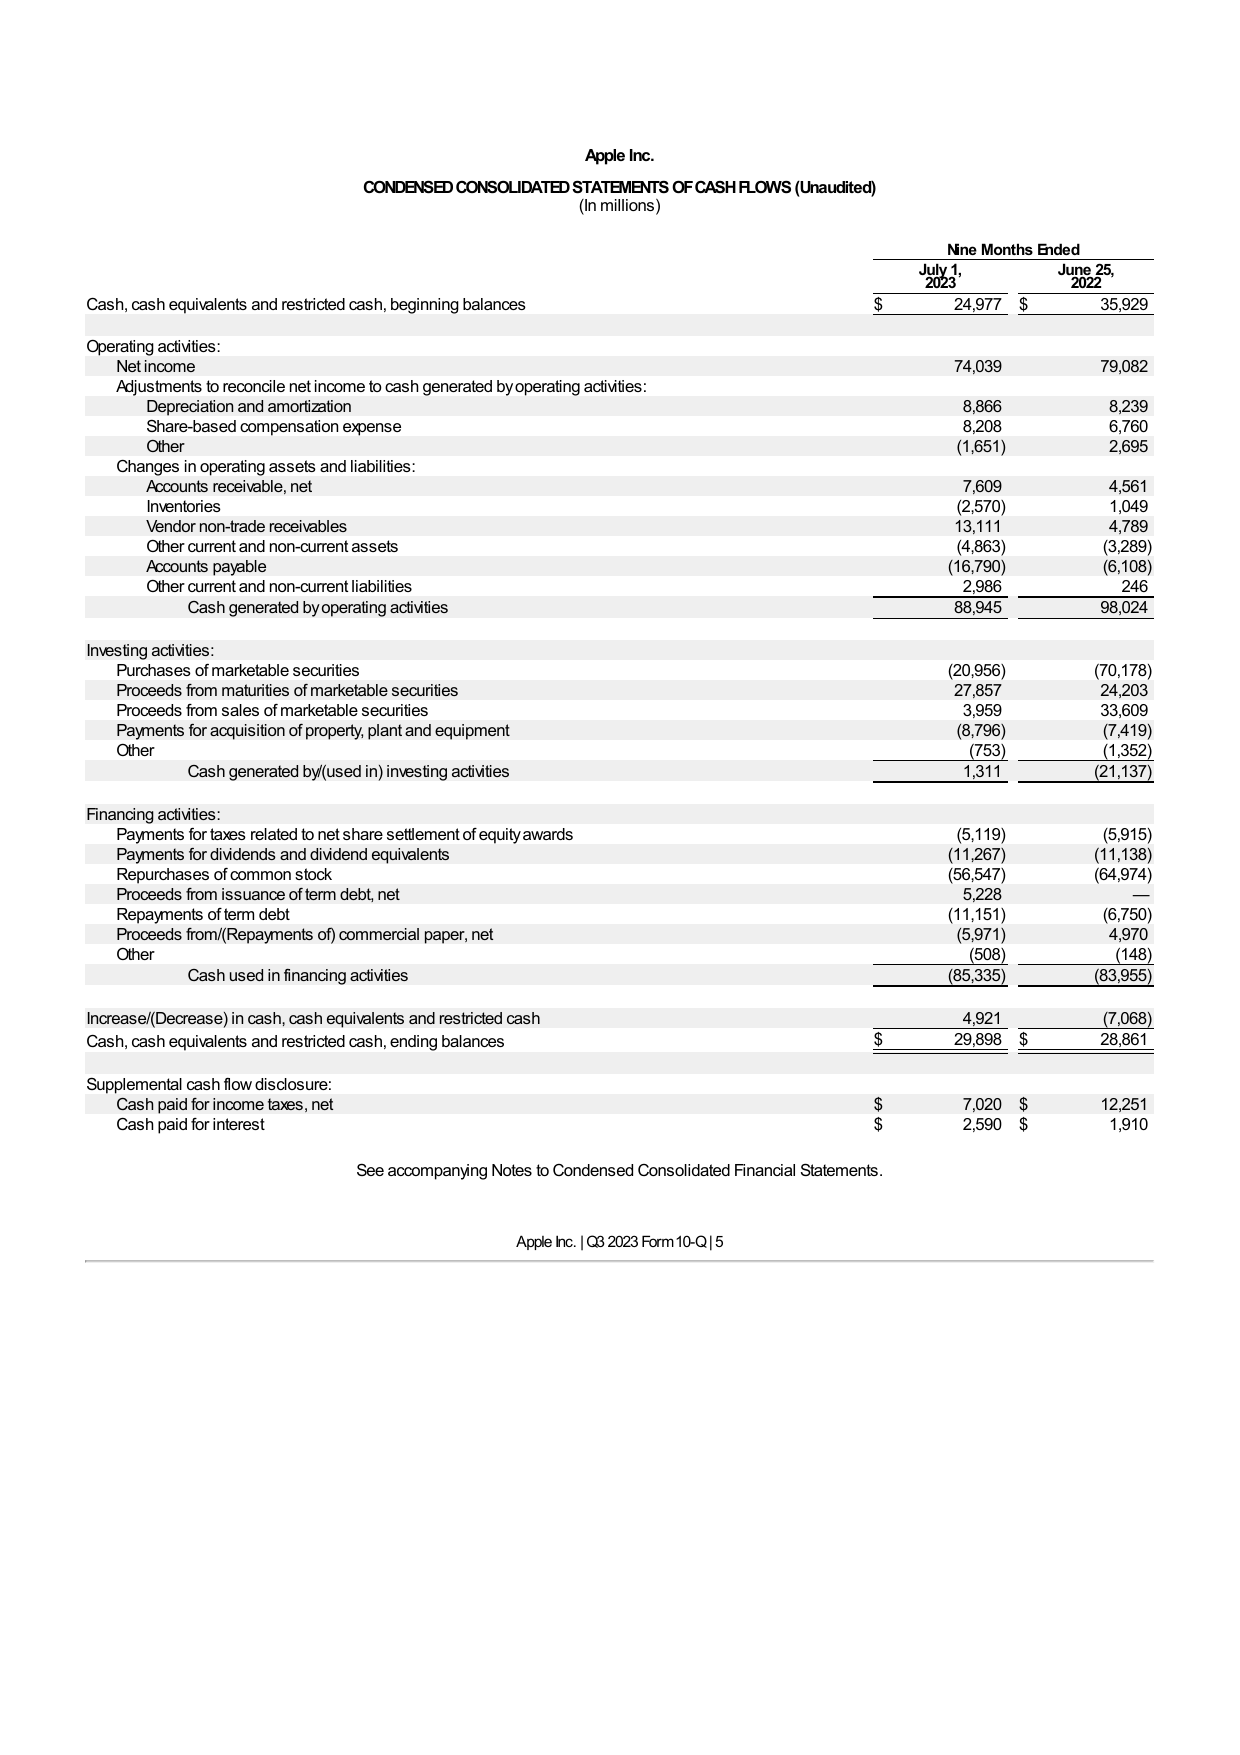 Apple Inc.
CONDENSED CONSOLIDATED STATEMENTS OF CASH FLOWS (Unaudited)
(In millions)
Nine Months Ended
July 1, 2023 June 25, 2022
Cash, cash equivalents and restricted cash, beginning balances $ 24,977 $ 35,929
Operating activities:
Net income 74,039 79,082
Adjustments to reconcile net income to cash generated by operating activities:
Depreciation and amortization 8,866 8,239
Share-based compensation expense 8,208 6,760
Other (1,651) 2,695
Changes in operating assets and liabilities:
Accounts receivable, net 7,609 4,561
Inventories (2,570) 1,049
Vendor non-trade receivables 13,111 4,789
Other current and non-current assets (4,863) (3,289)
Accounts payable (16,790) (6,108)
Other current and non-current liabilities 2,986 246
Cash generated by operating activities 88,945 98,024
Investing activities:
Purchases of marketable securities (20,956) (70,178)
Proceeds from maturities of marketable securities 27,857 24,203
Proceeds from sales of marketable securities 3,959 33,609
Payments for acquisition of property, plant and equipment (8,796) (7,419)
Other (753) (1,352)
Cash generated by/(used in) investing activities 1,311 (21,137)
Financing activities:
Payments for taxes related to net share settlement of equity awards (5,119) (5,915)
Payments for dividends and dividend equivalents (11,267) (11,138)
Repurchases of common stock (56,547) (64,974)
Proceeds from issuance of term debt, net 5,228 —
Repayments of term debt (11,151) (6,750)
Proceeds from/(Repayments of) commercial paper, net (5,971) 4,970
Other (508) (148)
Cash used in financing activities (85,335) (83,955)
Increase/(Decrease) in cash, cash equivalents and restricted cash 4,921 (7,068)
Cash, cash equivalents and restricted cash, ending balances $ 29,898 $ 28,861
Supplemental cash flow disclosure:
Cash paid for income taxes, net $ 7,020 $ 12,251
Cash paid for interest $ 2,590 $ 1,910
See accompanying Notes to Condensed Consolidated Financial Statements.
Apple Inc. | Q3 2023 Form 10-Q | 5